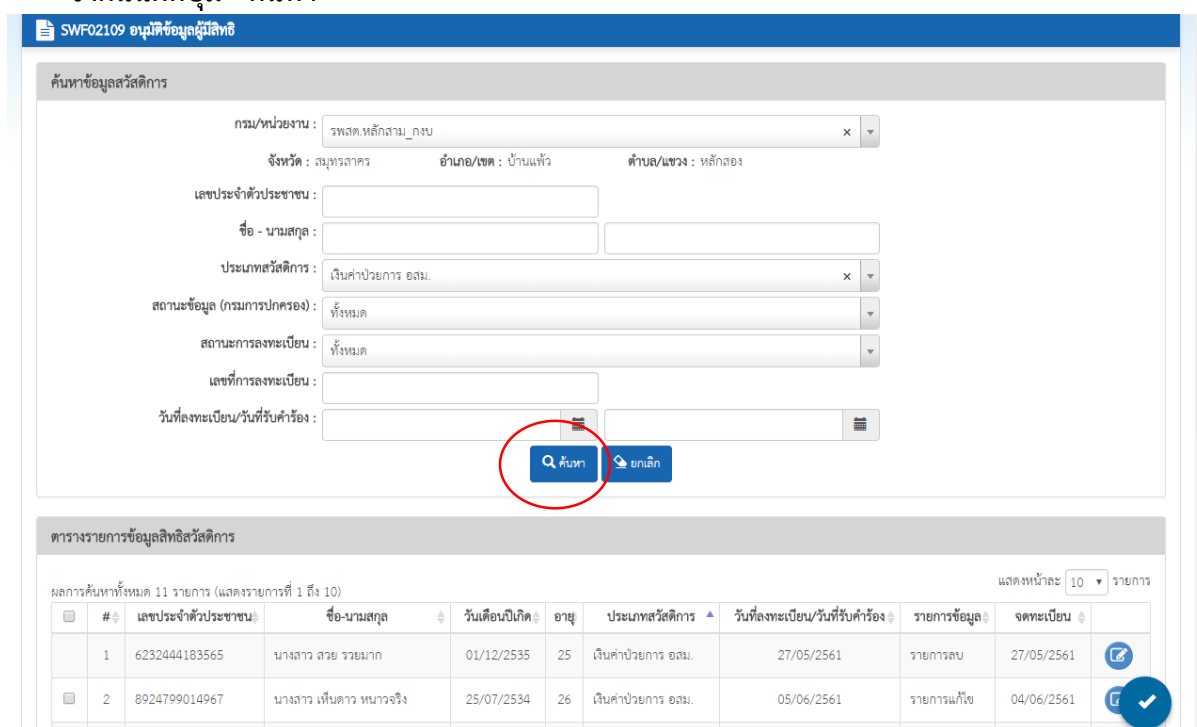 SWF02109 อนุมัติข้อมูลผู้มีสิทธิ
ค้นหาข้อมูลสวัสดิการ
กรม/หน่วยงาน : รพสต.หลักสาม_กงบ ×
จังหวัด : สมุทรสาคร อำเภอ/เขต : บ้านแพ้ว ตำบล/แขวง : หลักสอง
เลขประจำตัวประชาชน :
ชื่อ - นามสกุล :
ประเภทสวัสดิการ : เงินค่าป่วยการ อสม. ×
สถานะข้อมูล (กรมการปกครอง) : ทั้งหมด
สถานะการลงทะเบียน : ทั้งหมด
เลขที่การลงทะเบียน :
วันที่ลงทะเบียน/วันที่รับคำร้อง :
ค้นหา ยกเลิก
ตารางรายการข้อมูลสิทธิสวัสดิการ
ผลการค้นหาทั้งหมด 11 รายการ (แสดงรายการที่ 1 ถึง 10) แสดงหน้าละ 10 รายการ
# เลขประจำตัวประชาชน ชื่อ-นามสกุล วันเดือนปีเกิด อายุ ประเภทสวัสดิการ วันที่ลงทะเบียน/วันที่รับคำร้อง รายการข้อมูล จดทะเบียน
1 6232444183565 นางสาว สวย รวยมาก 01/12/2535 25 เงินค่าป่วยการ อสม. 27/05/2561 รายการลบ 27/05/2561
2 8924799014967 นางสาว เห็นดาว หนาวจริง 25/07/2534 26 เงินค่าป่วยการ อสม. 05/06/2561 รายการแก้ไข 04/06/2561